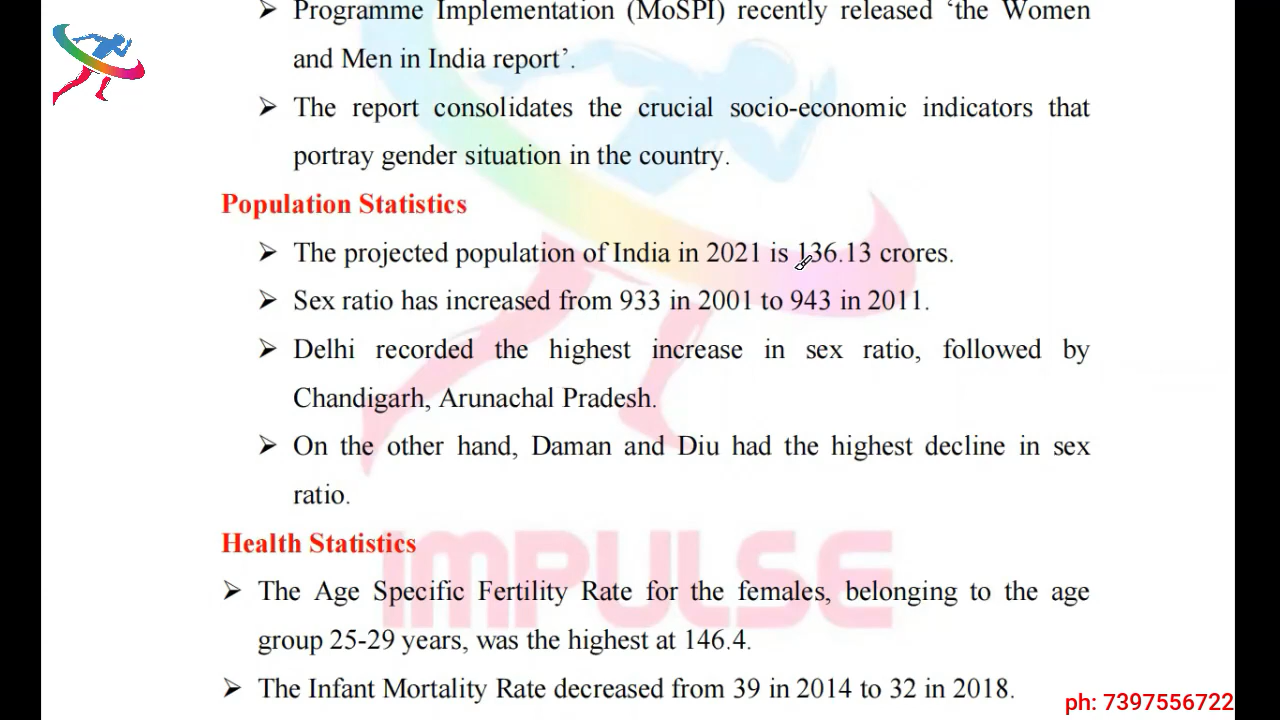 ➢ Programme Implementation (MoSPI) recently released ‘the Women
and Men in India report’.
➢ The report consolidates the crucial socio-economic indicators that
portray gender situation in the country.
Population Statistics
➢ The projected population of India in 2021 is 136.13 crores.
➢ Sex ratio has increased from 933 in 2001 to 943 in 2011.
➢ Delhi recorded the highest increase in sex ratio, followed by
Chandigarh, Arunachal Pradesh.
➢ On the other hand, Daman and Diu had the highest decline in sex
ratio.
IMPULSE
Health Statistics
➢ The Age Specific Fertility Rate for the females, belonging to the age
group 25-29 years, was the highest at 146.4.
➢ The Infant Mortality Rate decreased from 39 in 2014 to 32 in 2018.
ph: 7397556722